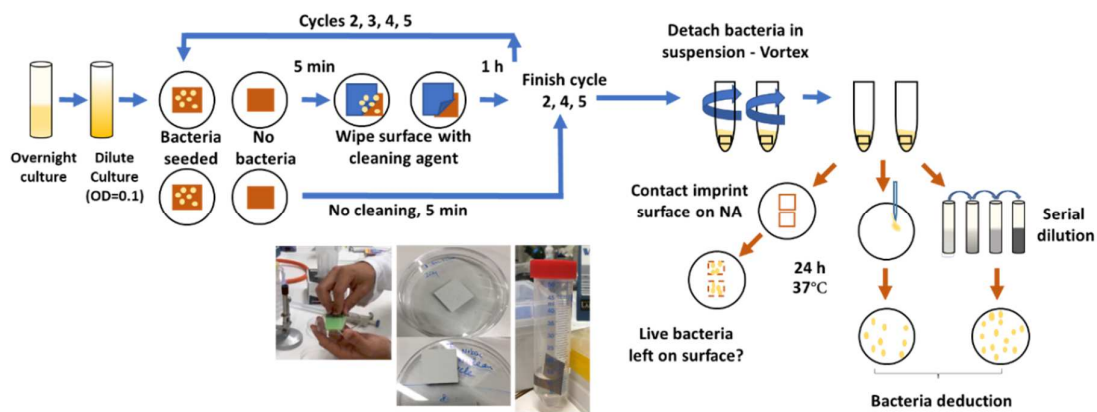 Cycles 2, 3, 4, 5
5 min
1 h
Overnight
culture
Dilute
Culture
(OD=0.1)
Bacteria
seeded
No
bacteria
Wipe surface with
cleaning agent
No cleaning, 5 min
Finish cycle
2, 4, 5
Detach bacteria in
suspension - Vortex
Contact imprint
surface on NA
Serial
dilution
24 h
37℃
Live bacteria
left on surface?
Bacteria deduction